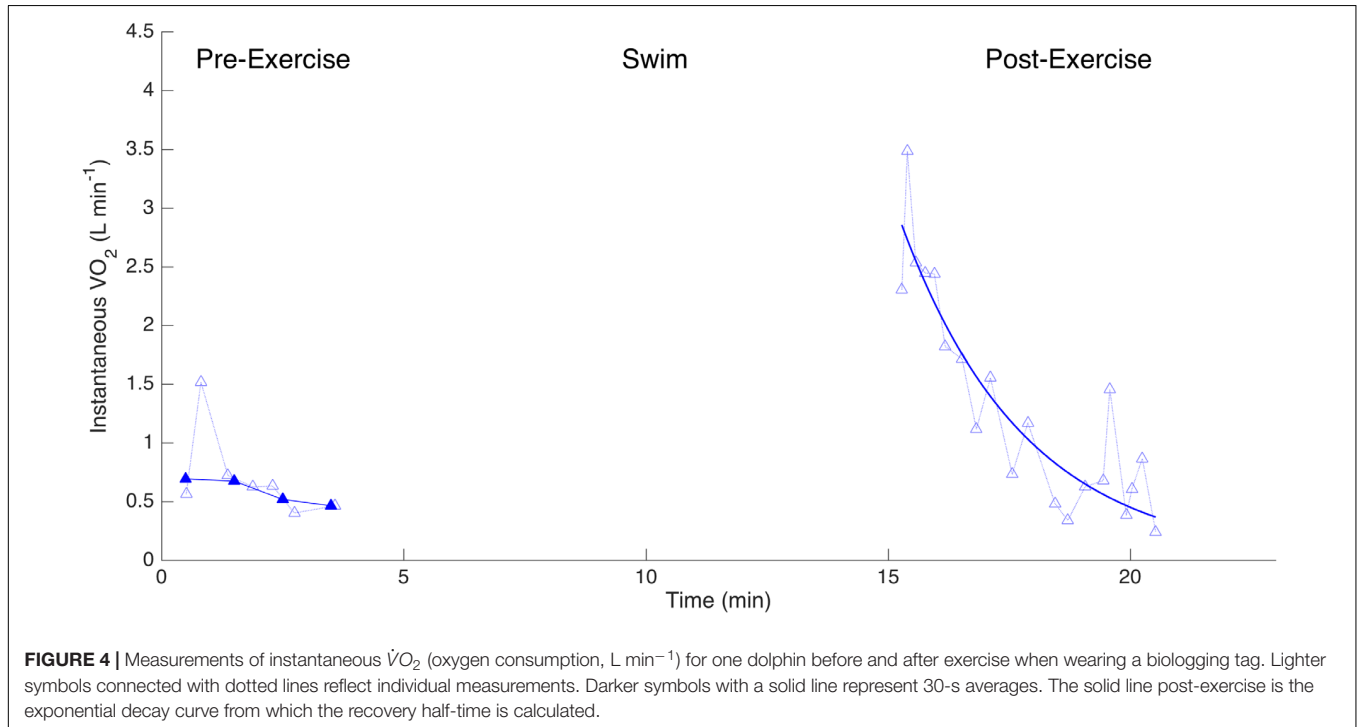 4.5
Pre-Exercise Swim Post-Exercise
4
3.5
3
2.5
2
1.5
1
0.5
0
Instantaneous VO2 (L min-1)
0 5 10 15 20
Time (min)
FIGURE 4 | Measurements of instantaneous V̇O2 (oxygen consumption, L min−1) for one dolphin before and after exercise when wearing a biologging tag. Lighter
symbols connected with dotted lines reflect individual measurements. Darker symbols with a solid line represent 30-s averages. The solid line post-exercise is the
exponential decay curve from which the recovery half-time is calculated.